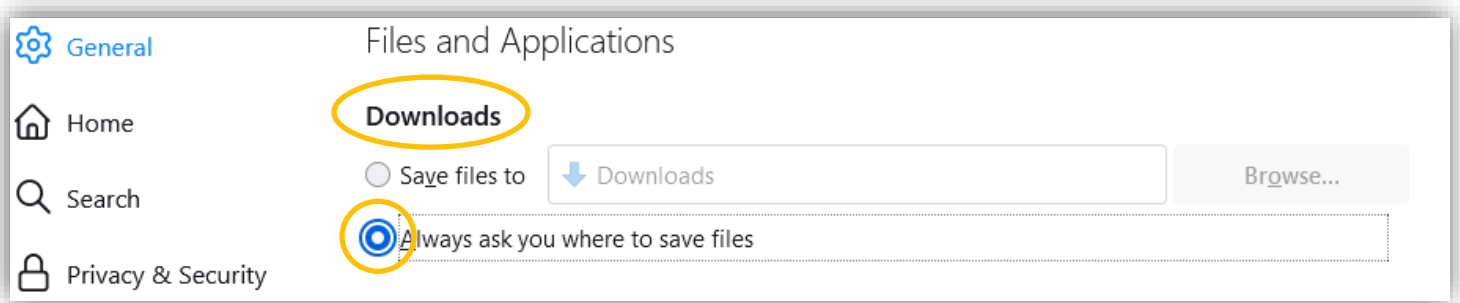 General
Home
Search
Privacy & Security
Files and Applications
Downloads
Save files to
Downloads
Browse...
Always ask you where to save files